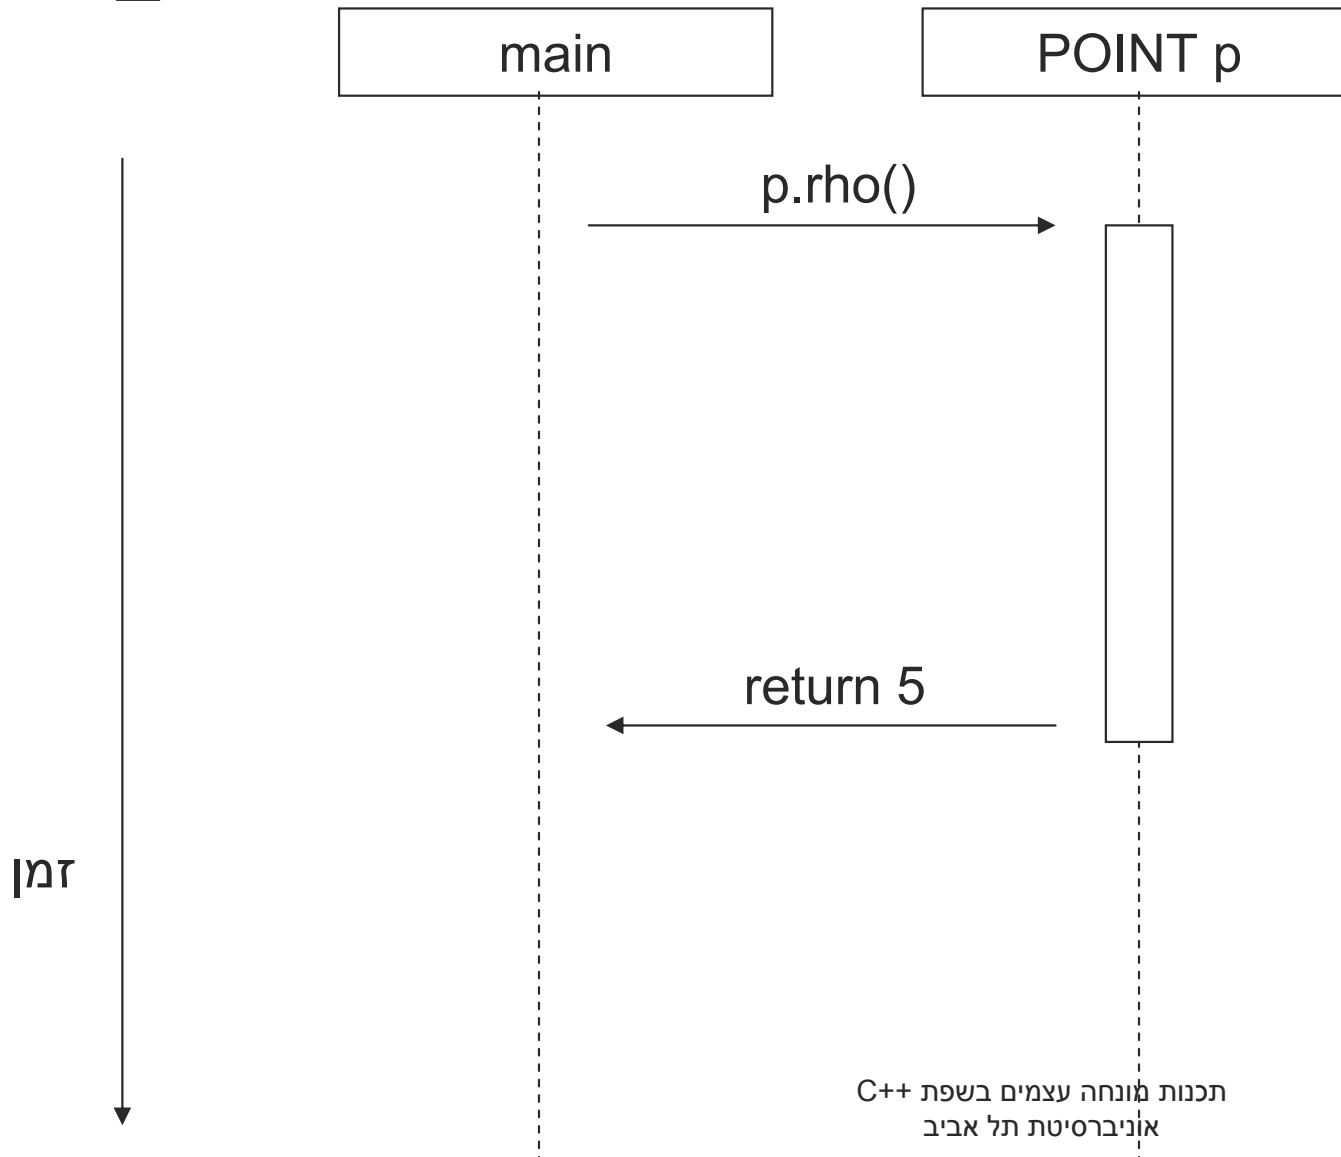 main
POINT p
p.rho()
return 5
זמן
תכנות מונחה עצמים בשפת C++
אוניברסיטת תל אביב